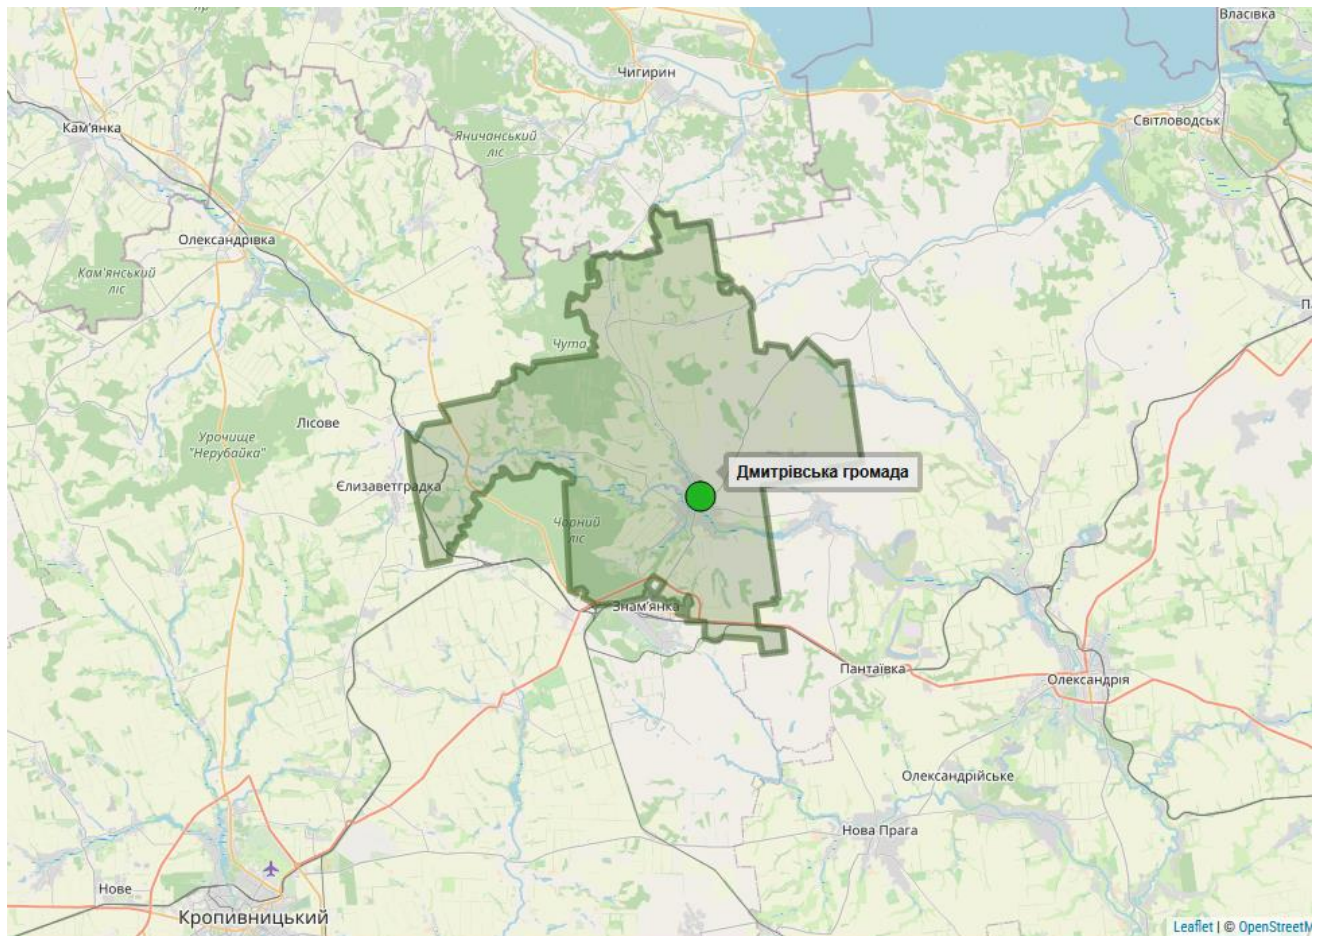 Власівка
Чигирин
Кам'янка
Світловодськ
Яничанський
ліс
Олександрівка
Кам'янський
ліс
Чута
Лісове
Урочище
"Нерубайка"
Дмитрівська громада
Єлизаветградка
Чорний
ліс
Знам'янка
Пантаївка
Олександрія
Олександрійське
Нова Прага
Нове
Кропивницький
Leaflet | © OpenStreetM